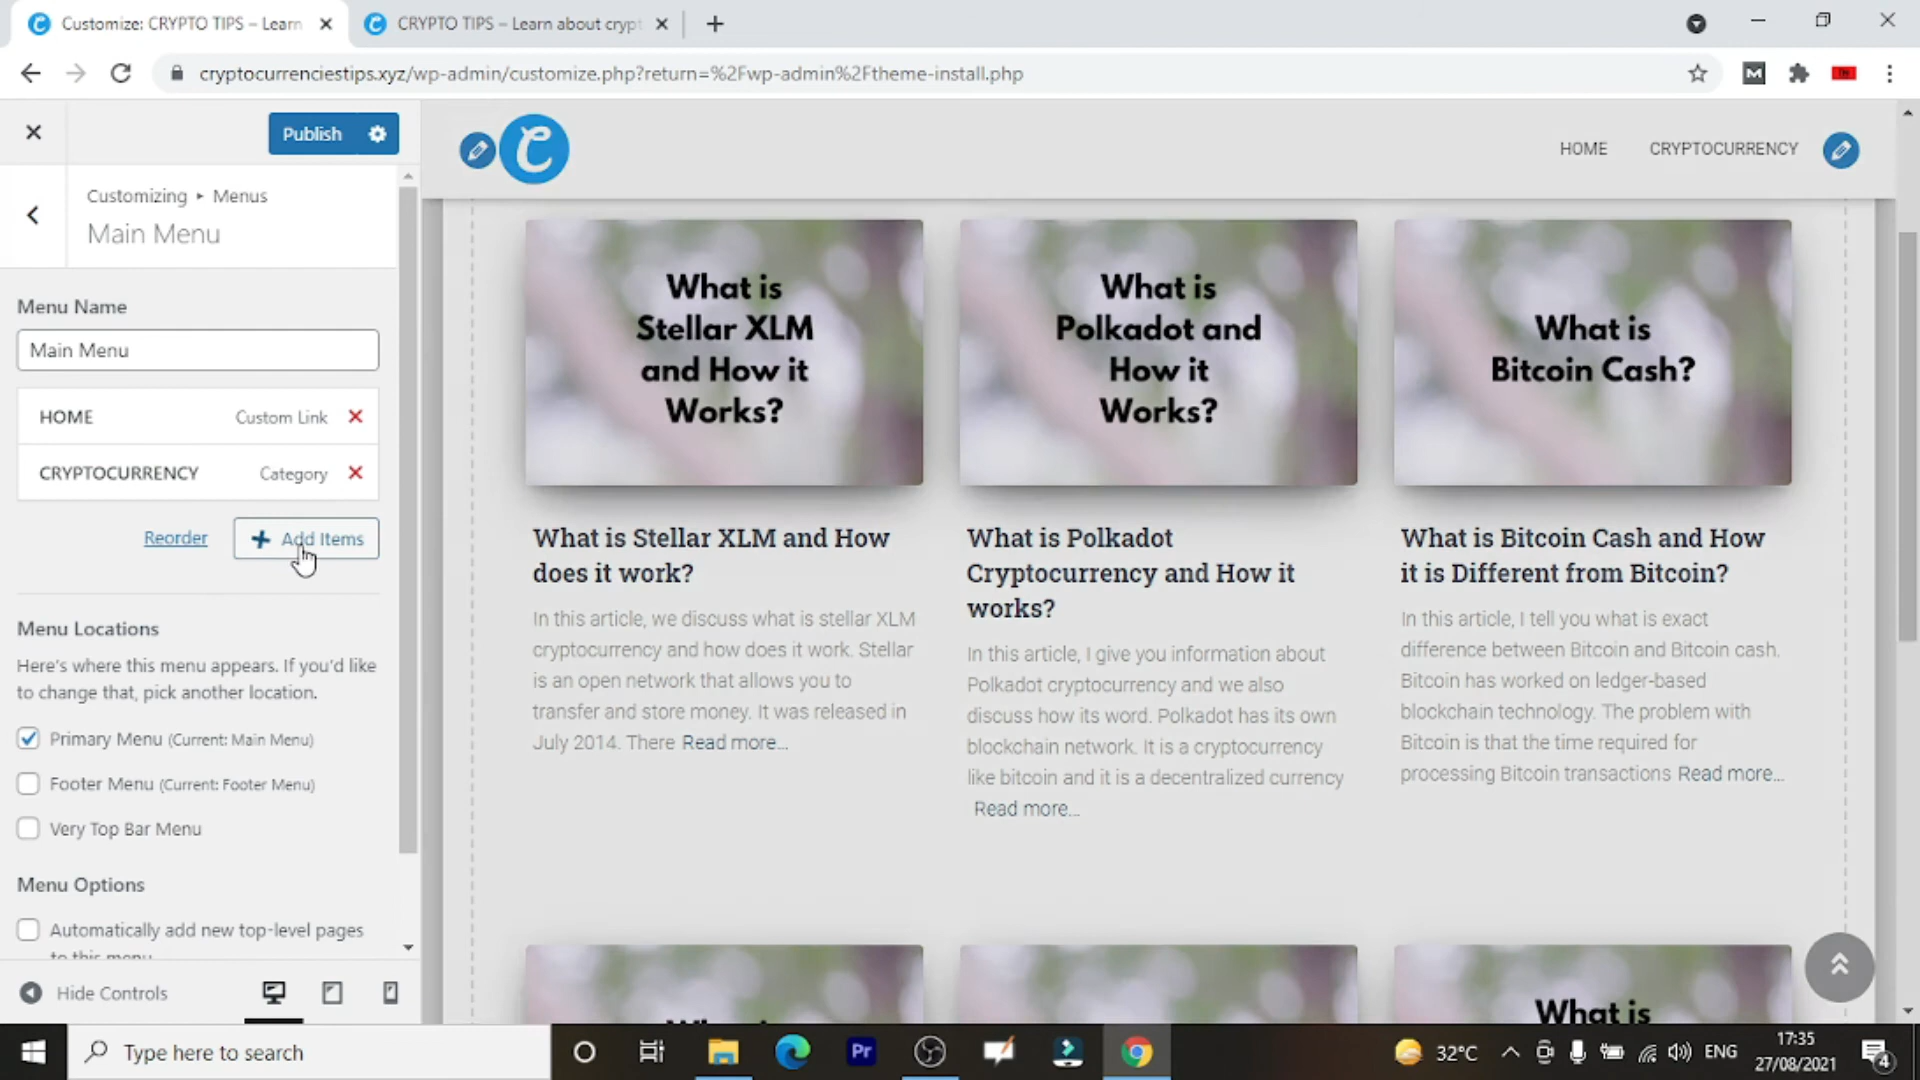 Customize: CRYPTO TIPS – Learn
CRYPTO TIPS – Learn about crypt
cryptocurrenciestips.xyz/wp-admin/customize.php?return=%2Fwp-admin%2Ftheme-install.php
Publish
Customizing ▸ Menus
Main Menu
Menu Name
Main Menu
HOME Custom Link
CRYPTOCURRENCY Category
Reorder
Add Items
Menu Locations
Here's where this menu appears. If you'd like
to change that, pick another location.
Primary Menu (Current: Main Menu)
Footer Menu (Current: Footer Menu)
Very Top Bar Menu
Menu Options
Automatically add new top-level pages
to this menu
Hide Controls
C
HOME
CRYPTOCURRENCY
What is
Stellar XLM
and How it
Works?
What is Stellar XLM and How
does it work?
In this article, we discuss what is stellar XLM
cryptocurrency and how does it work. Stellar
is an open network that allows you to
transfer and store money. It was released in
July 2014. There Read more...
What is
Polkadot and
How it
Works?
What is Polkadot
Cryptocurrency and How it
works?
In this article, I give you information about
Polkadot cryptocurrency and we also
discuss how its word. Polkadot has its own
blockchain network. It is a cryptocurrency
like bitcoin and it is a decentralized currency
Read more...
What is
Bitcoin Cash?
What is Bitcoin Cash and How
it is Different from Bitcoin?
In this article, I tell you what is exact
difference between Bitcoin and Bitcoin cash.
Bitcoin has worked on ledger-based
blockchain technology. The problem with
Bitcoin is that the time required for
processing Bitcoin transactions Read more...
What is
Type here to search
Pr
32°C
ENG
17:35
27/08/2021
4